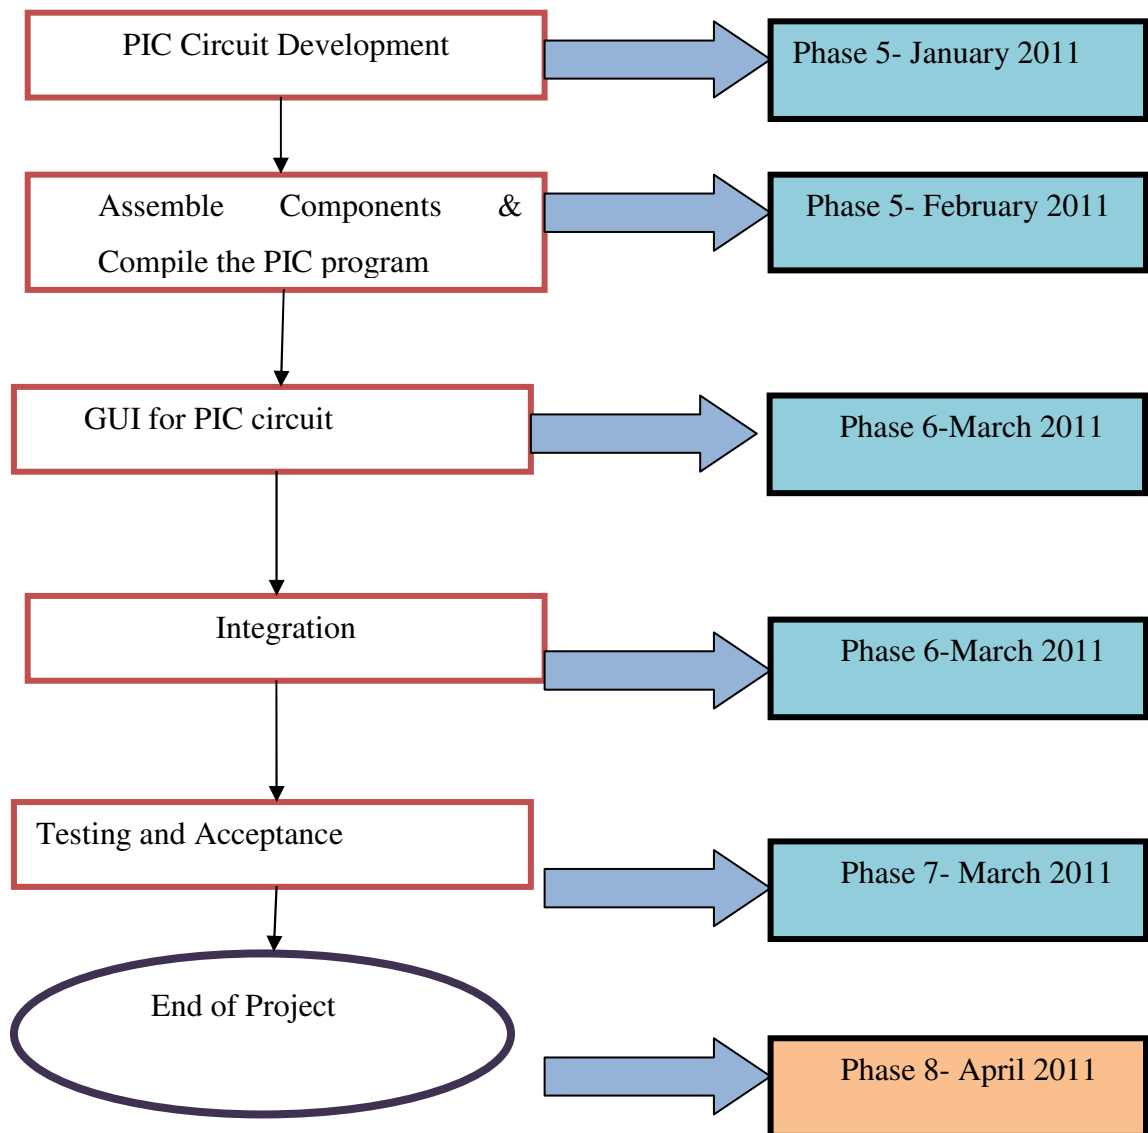 PIC Circuit Development
Phase 5- January 2011
Assemble Components &
Compile the PIC program
Phase 5- February 2011
GUI for PIC circuit
Phase 6-March 2011
Integration
Phase 6-March 2011
Testing and Acceptance
Phase 7- March 2011
End of Project
Phase 8- April 2011